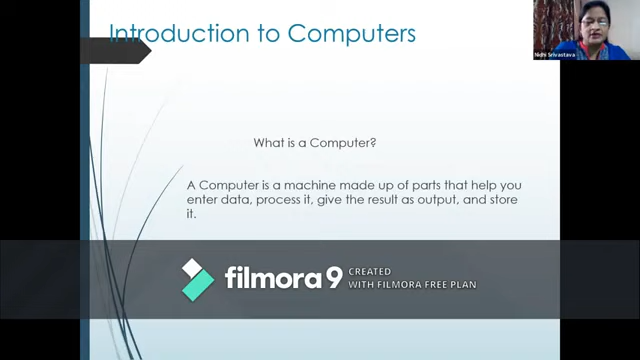 Introduction to Computers
Nidhi Srivastava
What is a Computer?
A Computer is a machine made up of parts that help you
enter data, process it, give the result as output, and store
it.
filmora 9 CREATED
WITH FILMORA FREE PLAN